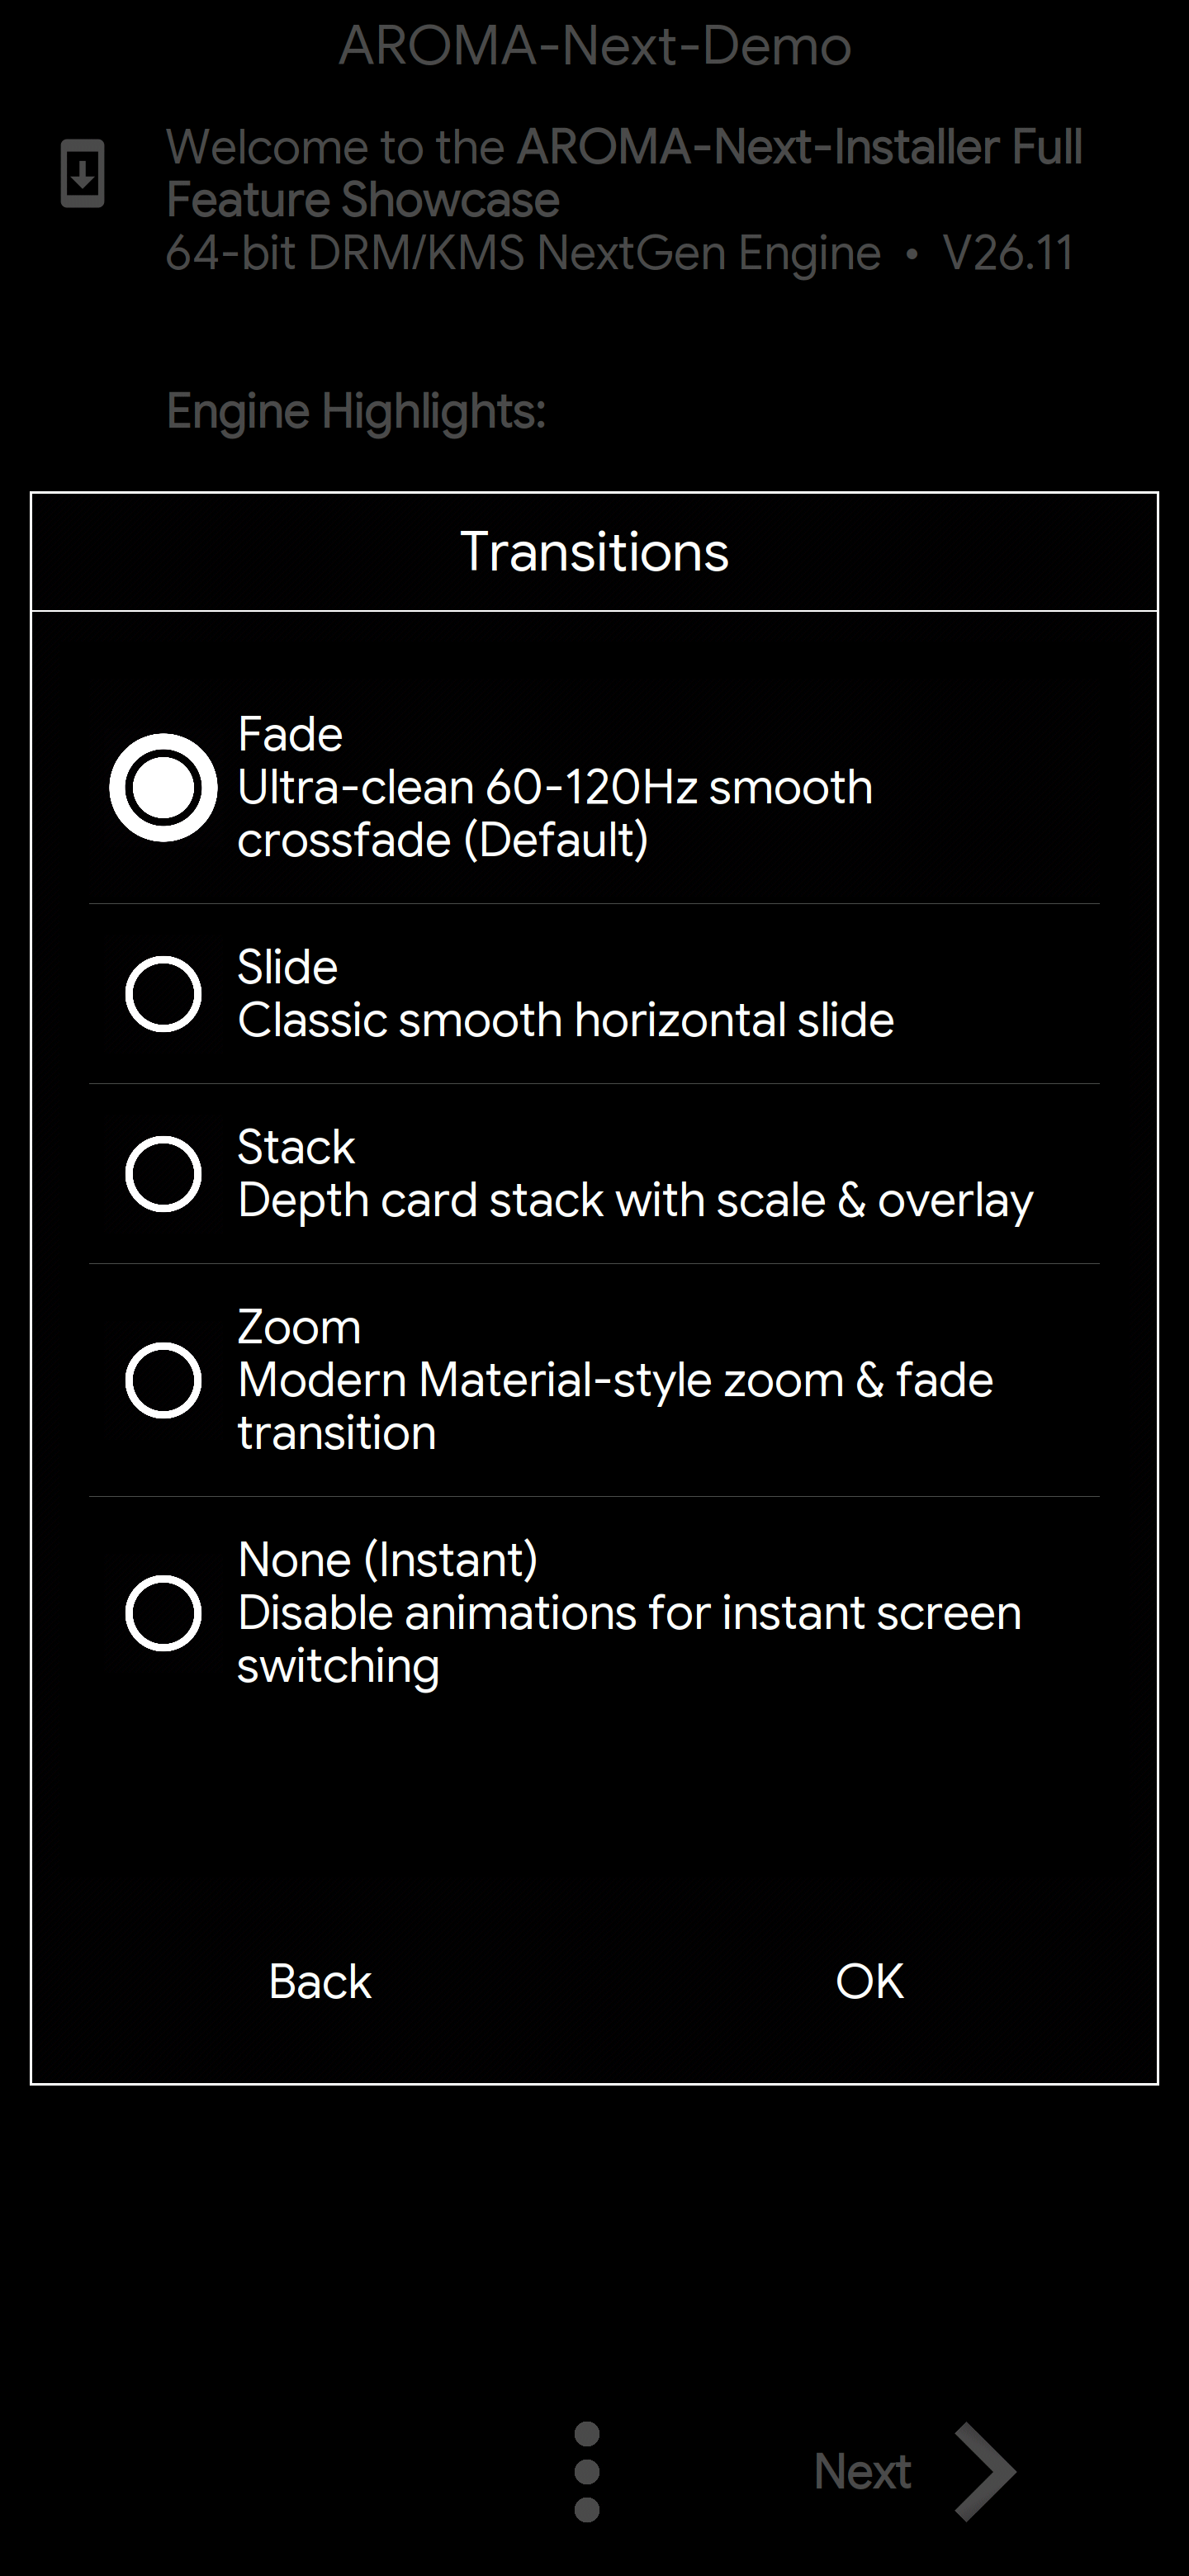 AROMA-Next-Demo
Welcome to the AROMA-Next-Installer Full
Feature Showcase
64-bit DRM/KMS NextGen Engine • V26.11
Engine Highlights:
Transitions
Fade
Ultra-clean 60-120Hz smooth
crossfade (Default)
Slide
Classic smooth horizontal slide
Stack
Depth card stack with scale & overlay
Zoom
Modern Material-style zoom & fade
transition
None (Instant)
Disable animations for instant screen
switching
Back
OK
Next